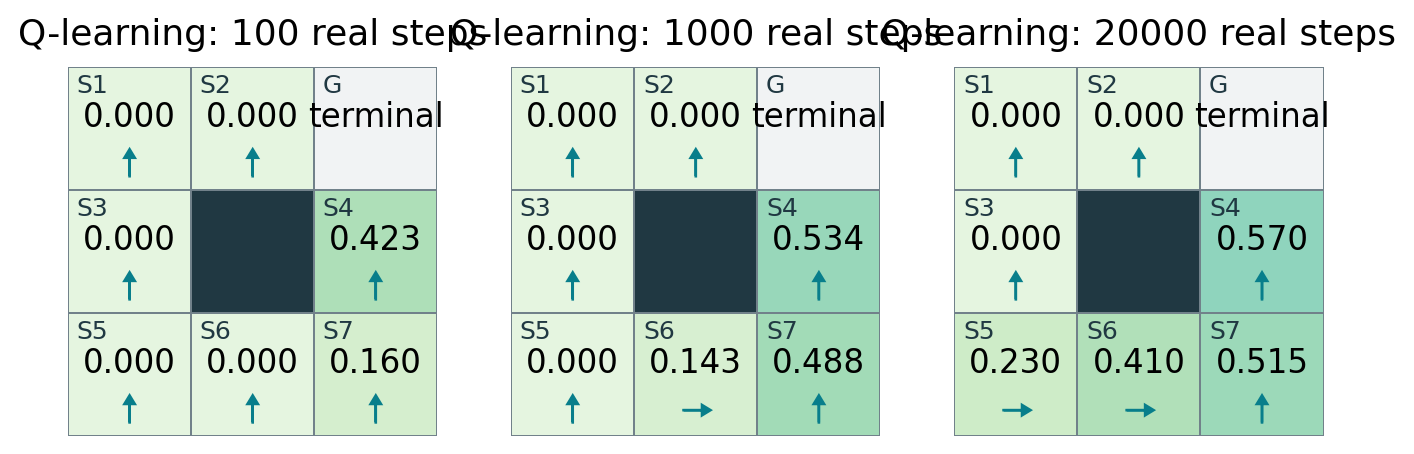 Q-learning: 100 real steps
S1 S2 G
0.000 0.000 terminal
S3 S4
0.000 0.423
S5 S6 S7
0.000 0.000 0.160
Q-learning: 1000 real steps
S1 S2 G
0.000 0.000 terminal
S3 S4
0.000 0.534
S5 S6 S7
0.000 0.143 0.488
Q-learning: 20000 real steps
S1 S2 G
0.000 0.000 terminal
S3 S4
0.000 0.570
S5 S6 S7
0.230 0.410 0.515